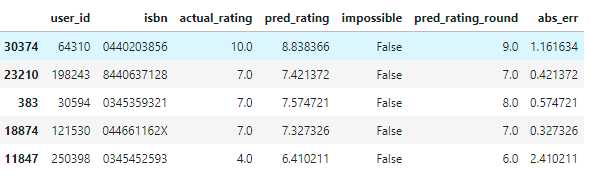 user_id isbn actual_rating pred_rating impossible pred_rating_round abs_err
30374 64310 0440203856 10.0 8.838366 False 9.0 1.161634
23210 198243 8440637128 7.0 7.421372 False 7.0 0.421372
383 30594 0345359321 7.0 7.574721 False 8.0 0.574721
18874 121530 044661162X 7.0 7.327326 False 7.0 0.327326
11847 250398 0345452593 4.0 6.410211 False 6.0 2.410211